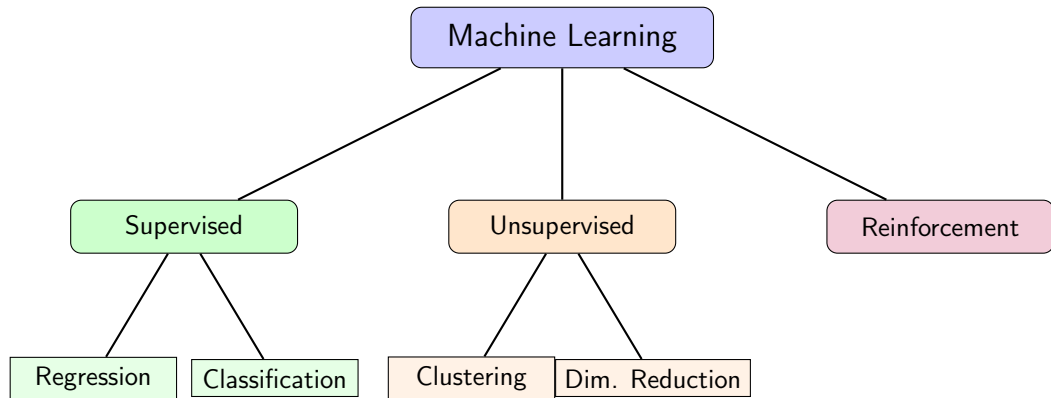 Machine Learning
Supervised
Unsupervised
Reinforcement
Regression
Classification
Clustering
Dim. Reduction